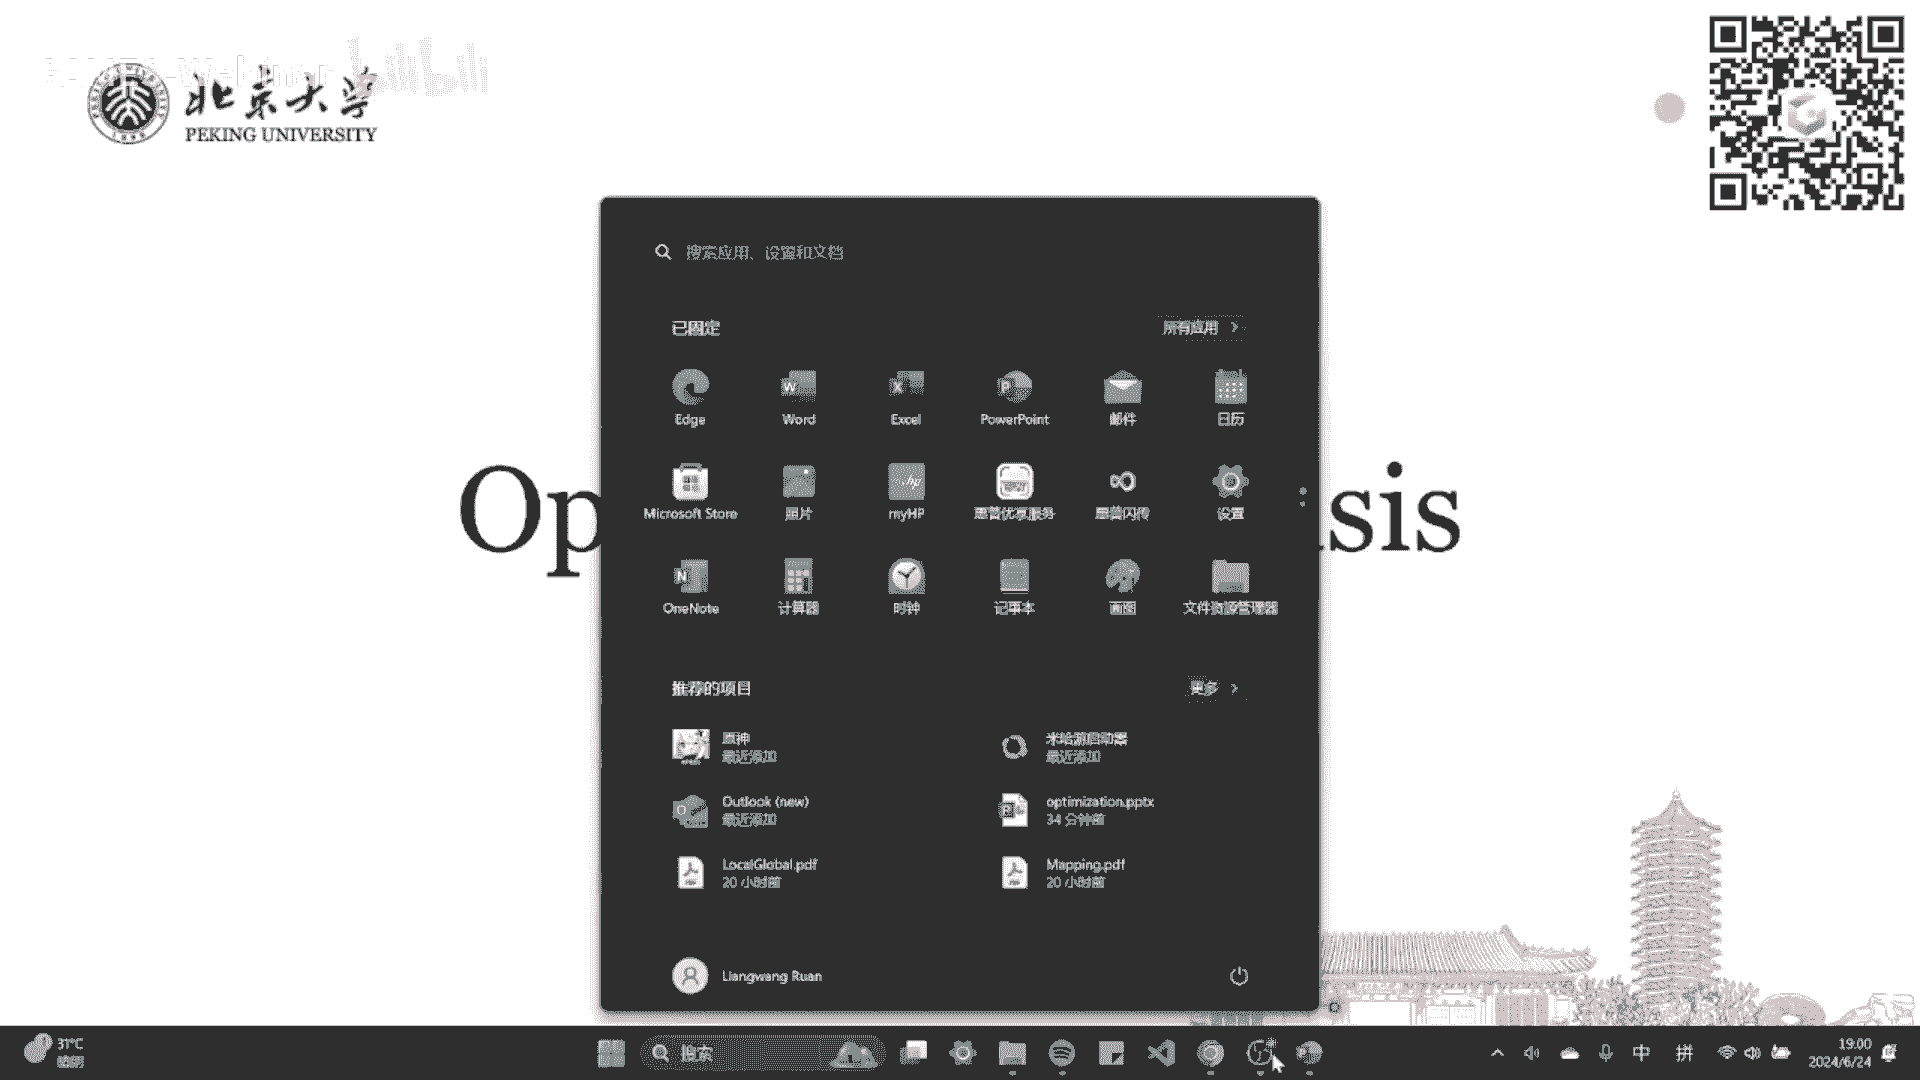 北京大学
PEKING UNIVERSITY
搜索应用、设置和文档
已固定
所有应用
Edge
Word
Excel
PowerPoint
邮件
日历
Microsoft Store
照片
myHP
惠普优享服务
惠普闪传
设置
Op
sis
OneNote
计算器
时钟
记事本
画图
文件资源管理器
推荐的项目
更多
原神
最近添加
米哈游启动器
最近添加
Outlook (new)
最近添加
optimization.pptx
34 分钟前
LocalGlobal.pdf
20 小时前
Mapping.pdf
20 小时前
Liangwang Ruan
31°C
晴朗
搜索
中
拼
19:00
2024/6/24